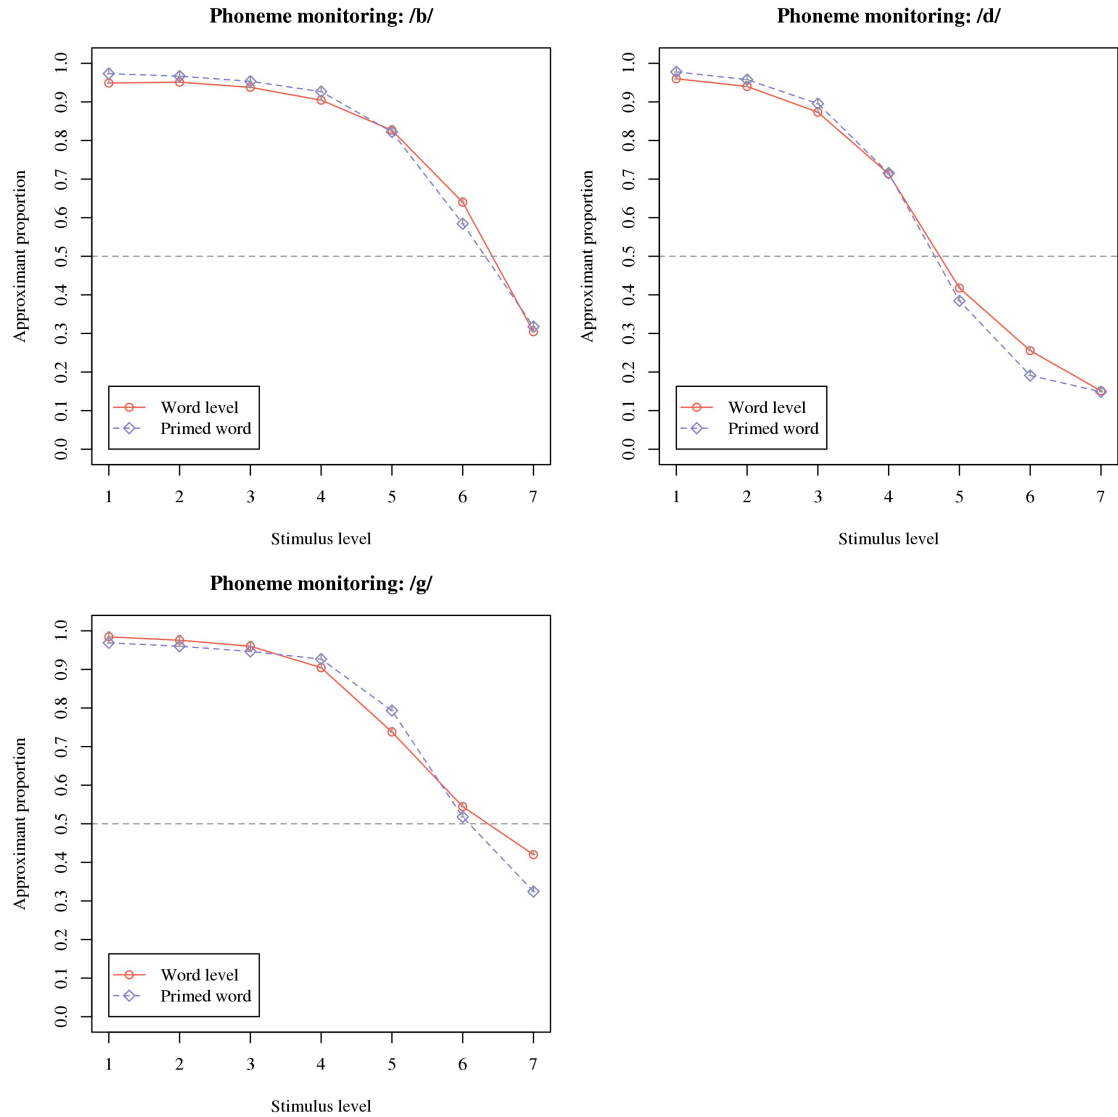 Phoneme monitoring: /b/
Approximant proportion
1.0
0.9
0.8
0.7
0.6
0.5
0.4
0.3
0.2
0.1
0.0
Word level
Primed word
1 2 3 4 5 6 7
Stimulus level
Phoneme monitoring: /d/
Approximant proportion
1.0
0.9
0.8
0.7
0.6
0.5
0.4
0.3
0.2
0.1
0.0
Word level
Primed word
1 2 3 4 5 6 7
Stimulus level
Phoneme monitoring: /g/
Approximant proportion
1.0
0.9
0.8
0.7
0.6
0.5
0.4
0.3
0.2
0.1
0.0
Word level
Primed word
1 2 3 4 5 6 7
Stimulus level